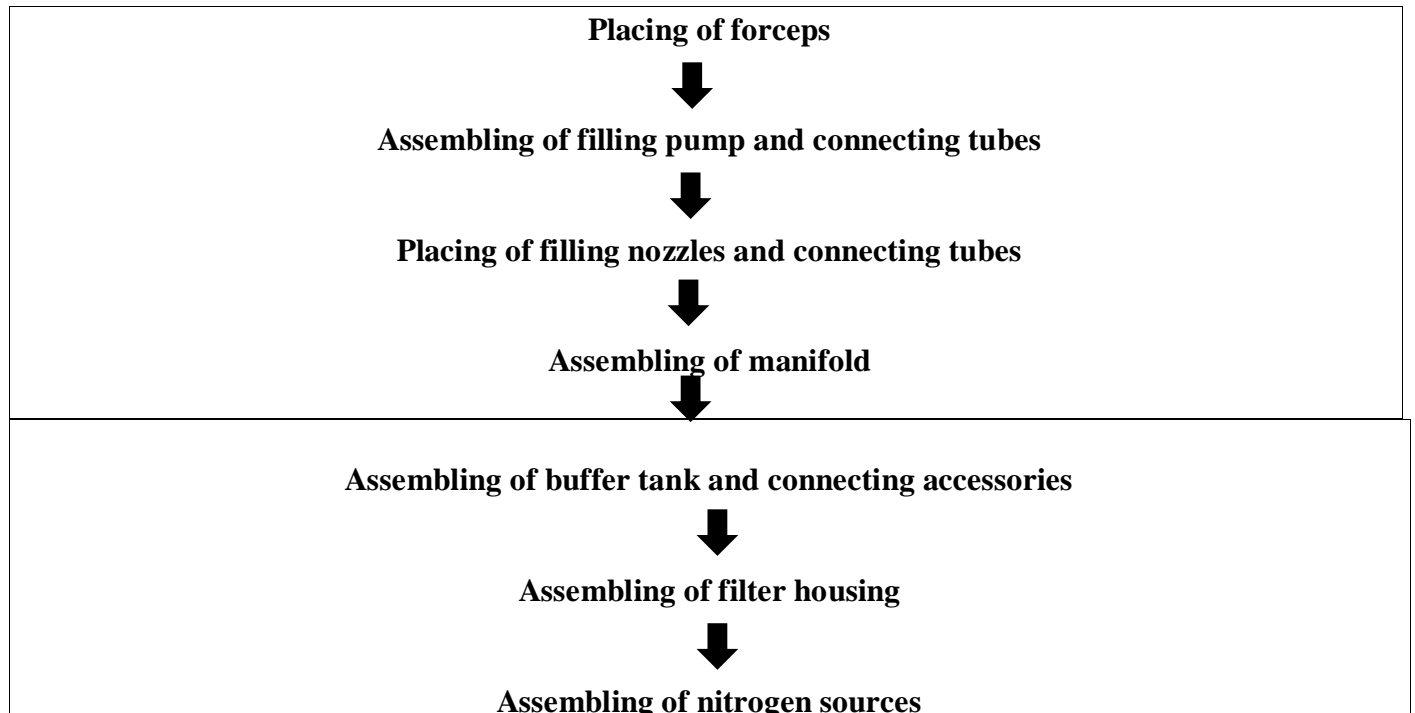 Placing of forceps
Assembling of filling pump and connecting tubes
Placing of filling nozzles and connecting tubes
Assembling of manifold
Assembling of buffer tank and connecting accessories
Assembling of filter housing
Assembling of nitrogen sources